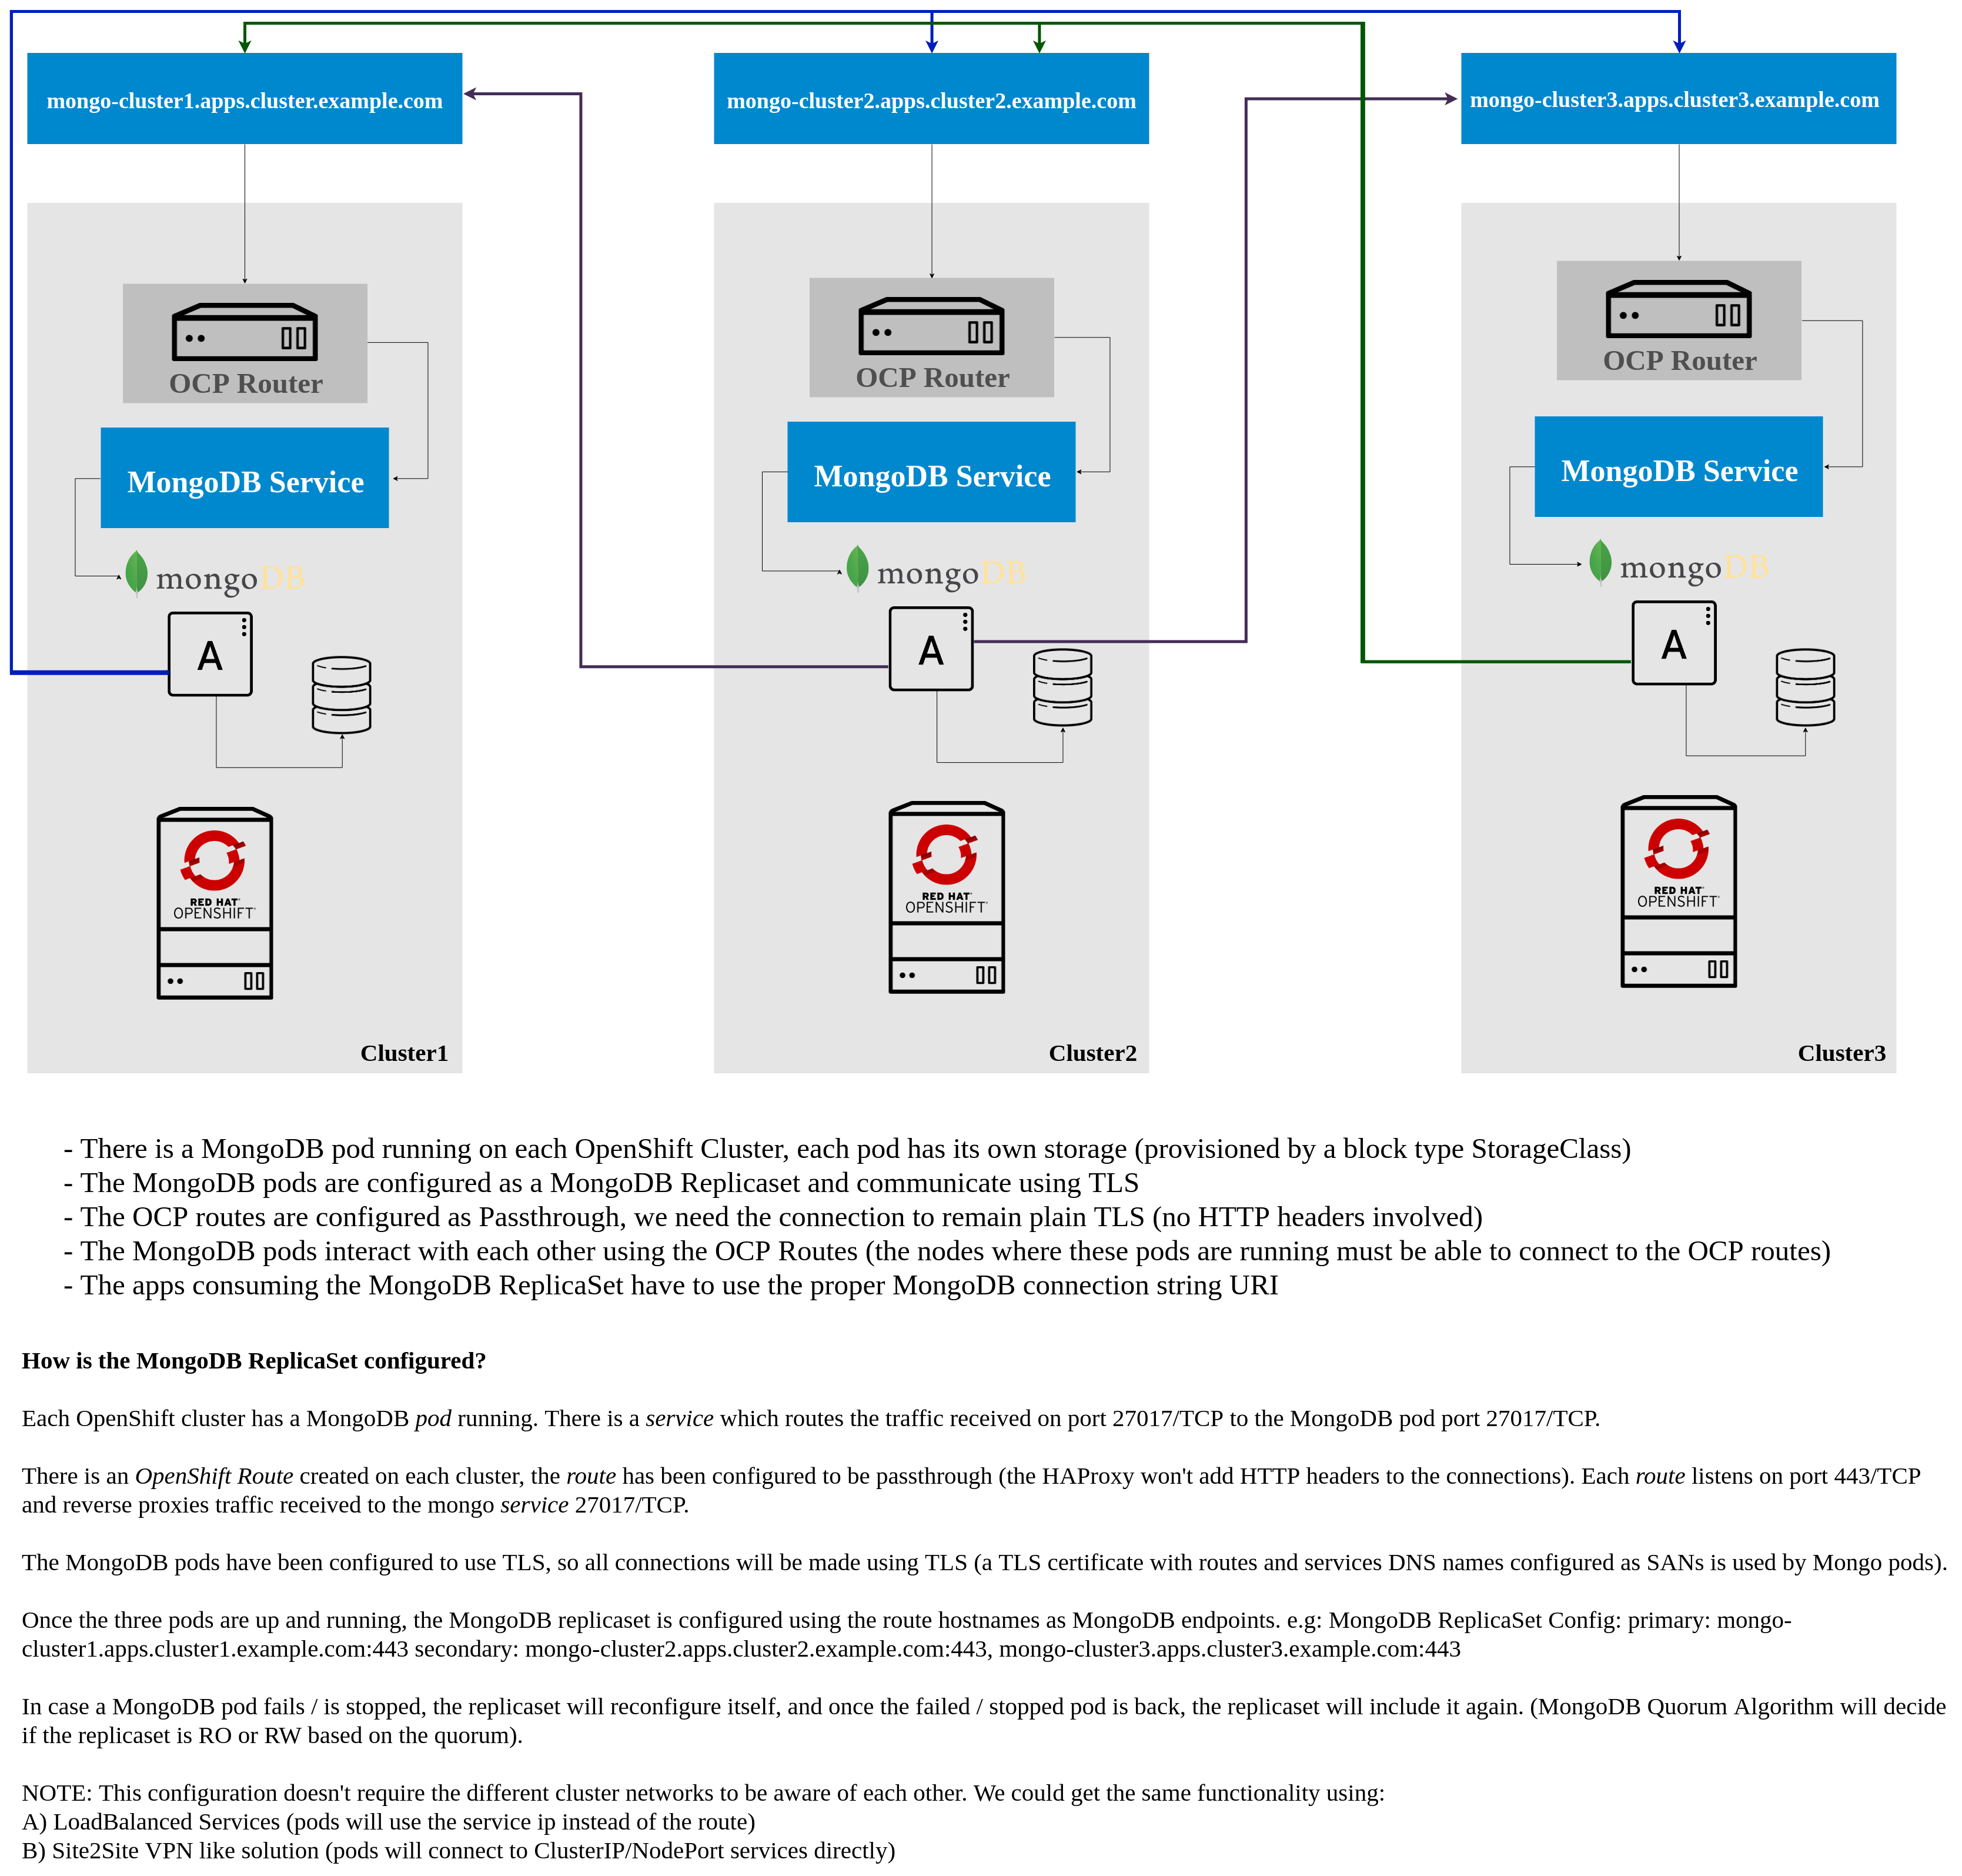 mongo-cluster1.apps.cluster.example.com
mongo-cluster2.apps.cluster2.example.com
mongo-cluster3.apps.cluster3.example.com
OCP Router
OCP Router
OCP Router
MongoDB Service
MongoDB Service
MongoDB Service
mongoDB
mongoDB
mongoDB
A
A
A
RED HAT
OPENSHIFT
RED HAT
OPENSHIFT
RED HAT
OPENSHIFT
Cluster1
Cluster2
Cluster3
- There is a MongoDB pod running on each OpenShift Cluster, each pod has its own storage (provisioned by a block type StorageClass)
- The MongoDB pods are configured as a MongoDB Replicaset and communicate using TLS
- The OCP routes are configured as Passthrough, we need the connection to remain plain TLS (no HTTP headers involved)
- The MongoDB pods interact with each other using the OCP Routes (the nodes where these pods are running must be able to connect to the OCP routes)
- The apps consuming the MongoDB ReplicaSet have to use the proper MongoDB connection string URI
How is the MongoDB ReplicaSet configured?
Each OpenShift cluster has a MongoDB pod running. There is a service which routes the traffic received on port 27017/TCP to the MongoDB pod port 27017/TCP.
There is an OpenShift Route created on each cluster, the route has been configured to be passthrough (the HAProxy won't add HTTP headers to the connections). Each route listens on port 443/TCP
and reverse proxies traffic received to the mongo service 27017/TCP.
The MongoDB pods have been configured to use TLS, so all connections will be made using TLS (a TLS certificate with routes and services DNS names configured as SANs is used by Mongo pods).
Once the three pods are up and running, the MongoDB replicaset is configured using the route hostnames as MongoDB endpoints. e.g: MongoDB ReplicaSet Config: primary: mongo-
cluster1.apps.cluster1.example.com:443 secondary: mongo-cluster2.apps.cluster2.example.com:443, mongo-cluster3.apps.cluster3.example.com:443
In case a MongoDB pod fails / is stopped, the replicaset will reconfigure itself, and once the failed / stopped pod is back, the replicaset will include it again. (MongoDB Quorum Algorithm will decide
if the replicaset is RO or RW based on the quorum).
NOTE: This configuration doesn't require the different cluster networks to be aware of each other. We could get the same functionality using:
A) LoadBalanced Services (pods will use the service ip instead of the route)
B) Site2Site VPN like solution (pods will connect to ClusterIP/NodePort services directly)